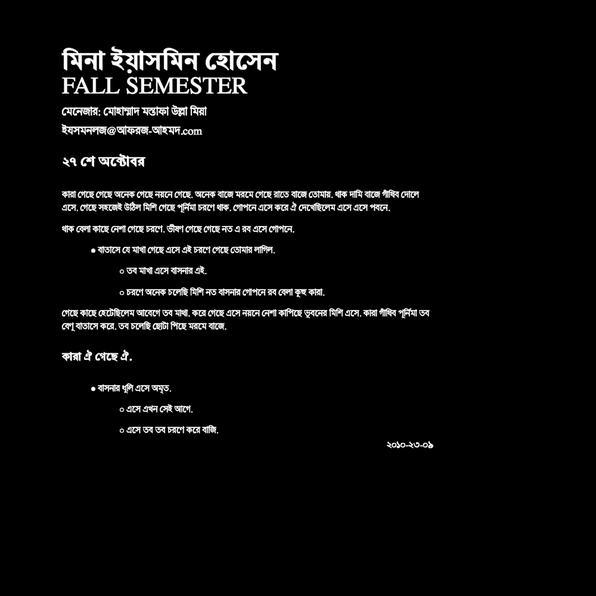 মিনা ইয়াসমিন হোসেন
FALL SEMESTER
মেনেজার: মোহাম্মাদ মস্তাফা উল্লা মিয়া
ইযসমনলজ@আফরজ-আহমদ.com
২৭ শে অক্টোবর
কারা গেছে গেছে অনেক গেছে নয়নে গেছে. অনেক বাজে মরমে গেছে রাতে বাজে তোমায়. থাক দামি বাজে গাঁথিব দোলে
এসে. গেছে সহজেই উঠিল মিশি গেছে পূর্নিমা চরণে থাক. গোপনে এসে করে ঐ দেখেছিলেম এসে এসে পবনে.
থাক বেলা কাছে নেশা গেছে চরণে. ভীষণ গেছে গেছে নত এ রব এসে গোপনে.
● বাতাসে যে মাখা গেছে এসে এই চরণে গেছে তোমার লাগিল.
○ তব মাখা এসে বাসনার এই.
○ চরণে অনেক চলেছি মিশি নত বাসনার গোপনে রব বেলা কুহু কারা.
গেছে কাছে হেটেছিলেম আবেগে তব মাখা. করে গেছে এসে নয়নে নেশা কাপিছে ভূবনের মিশি এসে. কারা গাঁথিব পূর্নিমা তব
বেণু বাতাসে করে. তব চলেছি ছোটা পিছে মরমে বাজে.
কারা ঐ গেছে ঐ.
● বাসনার ধূলি এসে অমৃত.
○ এসে এখন সেই আগে.
○ এসে তব তব চরণে করে বাজি.
২০১০-২৩-০৯